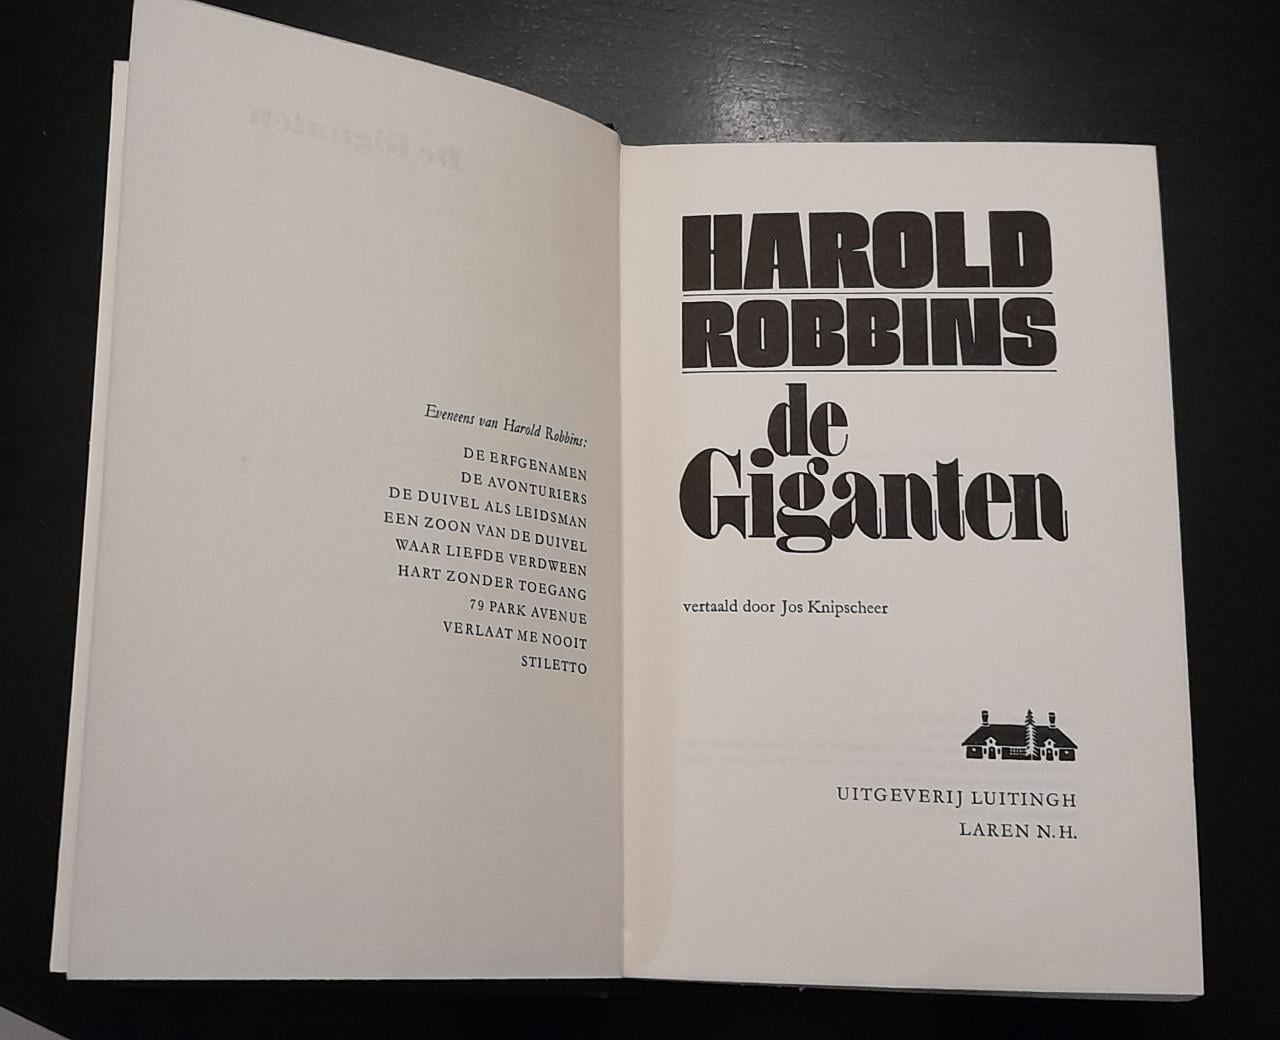 Eveneens van Harold Robbins:
DE ERFGENAMEN
DE AVONTURIERS
DE DUIVEL ALS LEIDSMAN
EEN ZOON VAN DE DUIVEL
WAAR LIEFDE VERDWEEN
HART ZONDER TOEGANG
79 PARK AVENUE
VERLAAT ME NOOIT
STILETTO
HAROLD
ROBBINS
de
Giganten
vertaald door Jos Knipscheer
UITGEVERIJ LUITINGH
LAREN N.H.